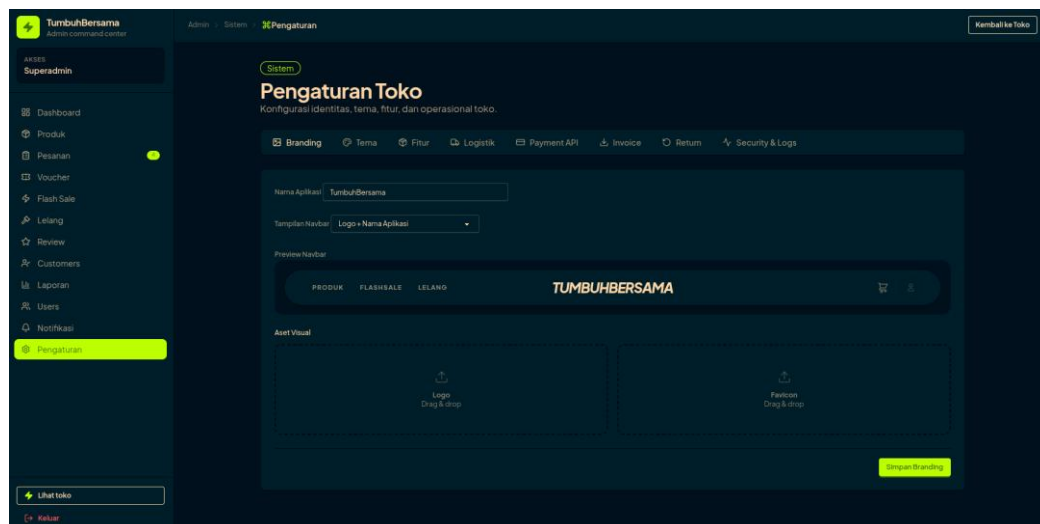 TumbuhBersama
Admin command center
AKSES
Superadmin
Dashboard
Produk
Pesanan
Voucher
Flash Sale
Lelang
Review
Customers
Laporan
Users
Notifikasi
Pengaturan
Lihat toko
Keluar
Admin > Sistem > Pengaturan
Kembali ke Toko
Sistem
Pengaturan Toko
Konfigurasi identitas, tema, fitur, dan operasional toko.
Branding Tema Fitur Logistik Payment API Invoice Return Security & Logs
Nama Aplikasi TumbuhBersama
Tampilan Navbar Logo + Nama Aplikasi
Preview Navbar
PRODUK FLASHSALE LELANG TUMBUHBERSAMA
Aset Visual
Logo
Drag & drop
Favicon
Drag & drop
Simpan Branding